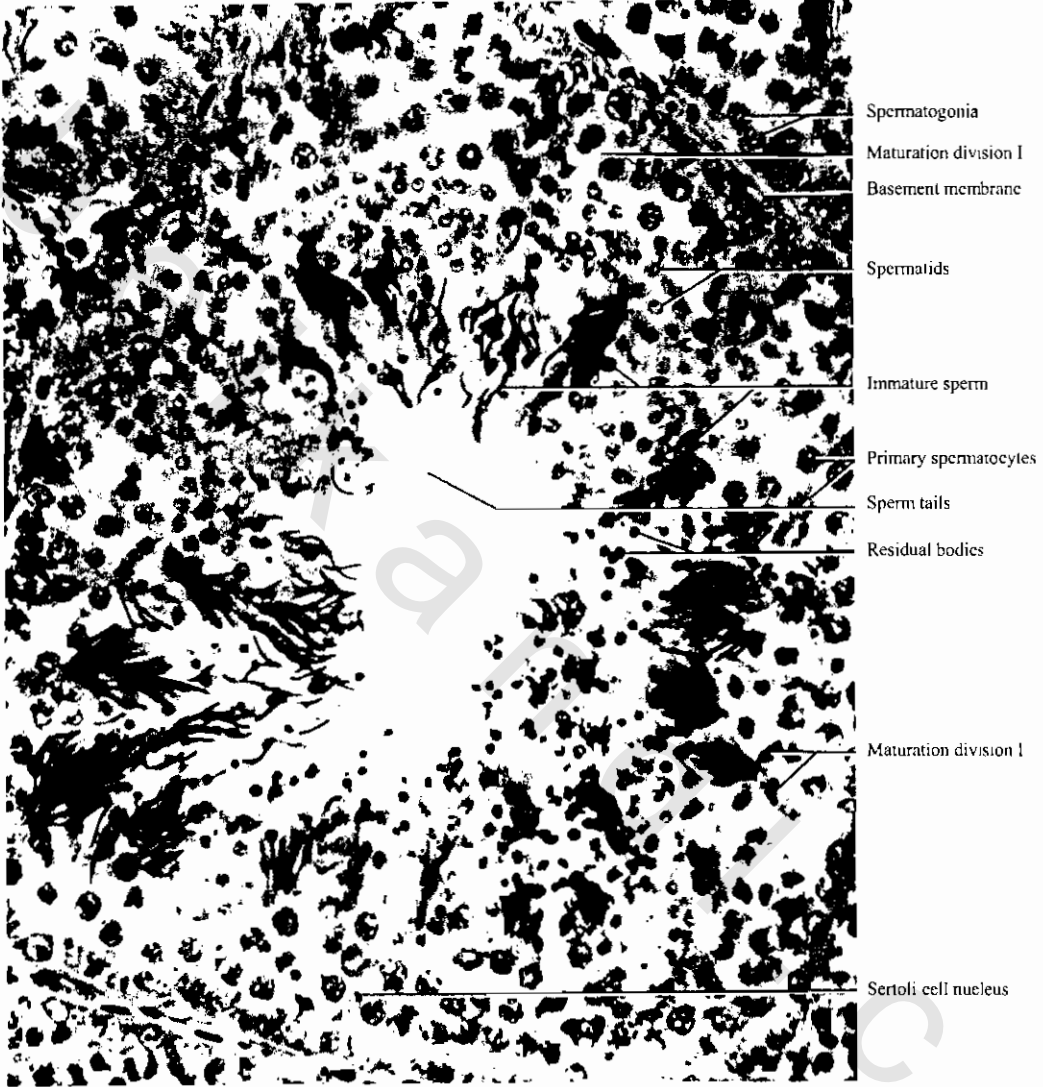 Spermatogonia
Maturation division I
Basement membrane
Spermatids
Immature sperm
Primary spermatocytes
Sperm tails
Residual bodies
Maturation division I
Sertoli cell nucleus